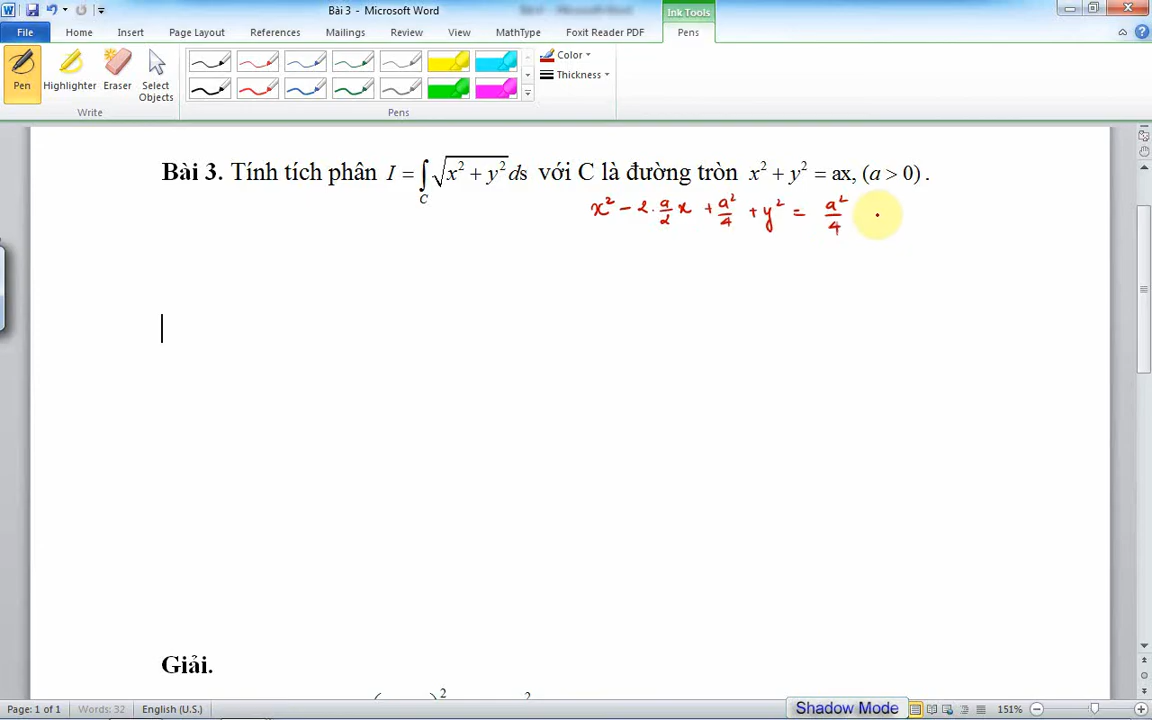 Bài 3 - Microsoft Word
Ink Tools
File Home Insert Page Layout References Mailings Review View MathType Foxit Reader PDF Pens
Pen Highlighter Eraser Select Objects
Color
Thickness
Write
Pens
Bài 3. Tính tích phân I = ∫_C √(x² + y²) ds với C là đường tròn x² + y² = ax, (a > 0).
x² - 2·a/2 x + a²/4 + y² = a²/4
Giải.
Page: 1 of 1 Words: 32 English (U.S.) Shadow Mode 151%